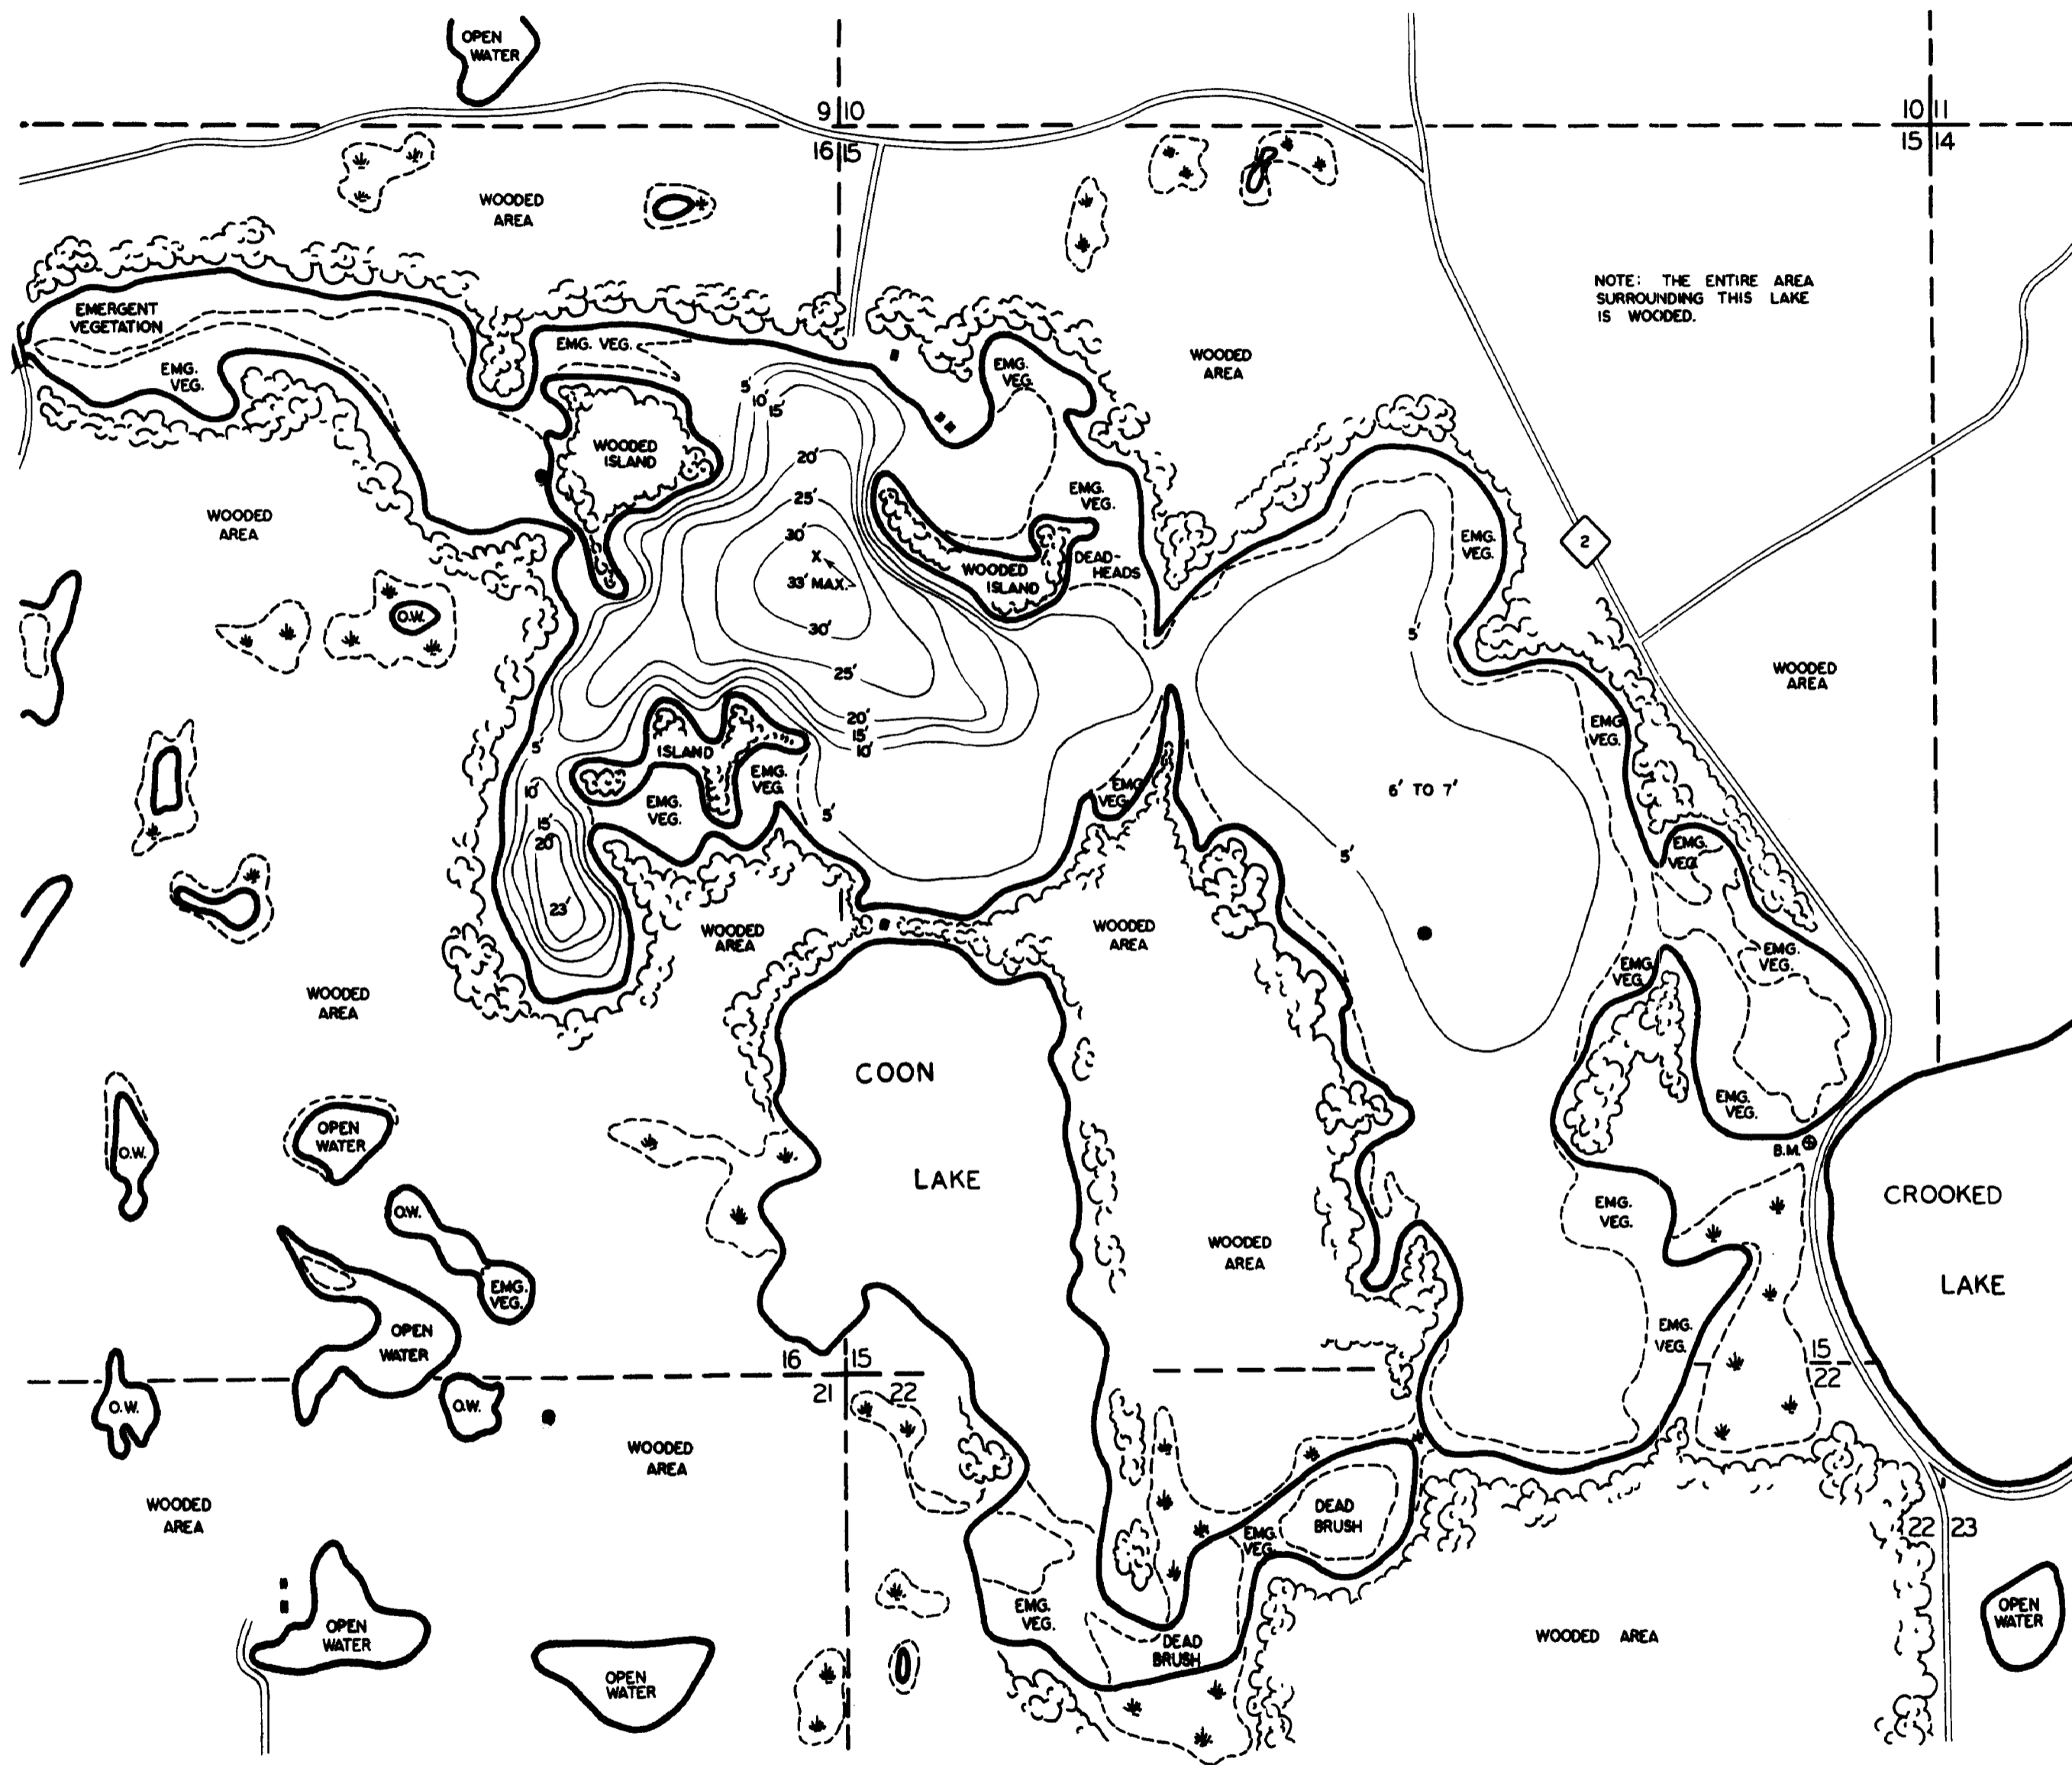 OPEN
WATER
9 10
16 15
10 11
15 14
WOODED
AREA
NOTE: THE ENTIRE AREA
SURROUNDING THIS LAKE
IS WOODED.
EMERGENT
VEGETATION
EMG.
VEG.
EMG. VEG.
EMG.
VEG.
WOODED
AREA
5'
10'
15'
WOODED
ISLAND
20'
25'
EMG.
VEG.
30'
X
33' MAX.
30'
25'
20'
15'
10'
WOODED
ISLAND
DEAD-
HEADS
EMG.
VEG.
2
WOODED
AREA
O.W.
5'
WOODED
AREA
EMG.
VEG.
5'
ISLAND
EMG.
VEG.
EMG.
VEG.
10'
15'
20'
23'
5'
EMG.
VEG.
6' TO 7'
5'
EMG.
VEG.
WOODED
AREA
WOODED
AREA
EMG.
VEG.
EMG.
VEG.
WOODED
AREA
COON
LAKE
EMG.
VEG.
B.M.
O.W.
OPEN
WATER
CROOKED
LAKE
O.W.
EMG.
VEG.
EMG.
VEG.
WOODED
AREA
OPEN
WATER
EMG.
VEG.
16 15
21 22
15
22
O.W.
O.W.
WOODED
AREA
WOODED
AREA
DEAD
BRUSH
EMG.
VEG.
22 23
EMG.
VEG.
DEAD
BRUSH
WOODED AREA
OPEN
WATER
OPEN
WATER
OPEN
WATER